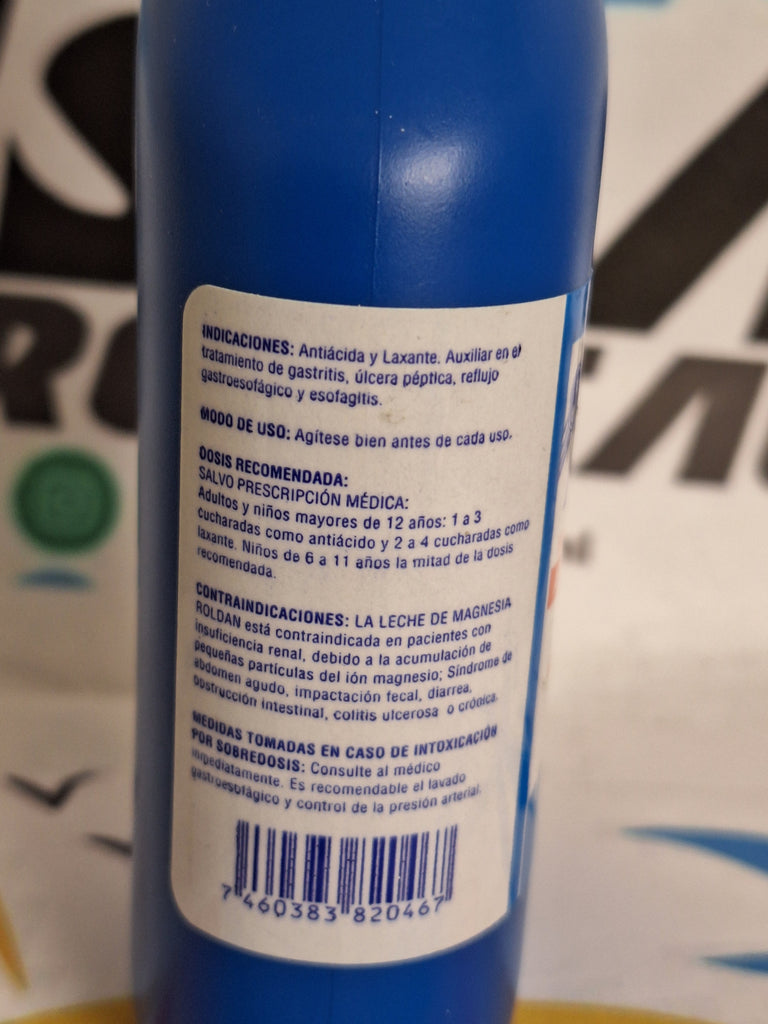 INDICACIONES: Antiácida y Laxante. Auxiliar en el
tratamiento de gastritis, úlcera péptica, reflujo
gastroesofágico y esofagitis.
MODO DE USO: Agítese bien antes de cada uso.
DOSIS RECOMENDADA:
SALVO PRESCRIPCIÓN MÉDICA:
Adultos y niños mayores de 12 años: 1 a 3
cucharadas como antiácido y 2 a 4 cucharadas como
laxante. Niños de 6 a 11 años la mitad de la dosis
recomendada.
CONTRAINDICACIONES: LA LECHE DE MAGNESIA
ROLDAN está contraindicada en pacientes con
insuficiencia renal, debido a la acumulación de
pequeñas partículas del ión magnesio; Síndrome de
abdomen agudo, impactación fecal, diarrea,
obstrucción intestinal, colitis ulcerosa o crónica.
MEDIDAS TOMADAS EN CASO DE INTOXICACIÓN
POR SOBREDOSIS: Consulte al médico
inmediatamente. Es recomendable el lavado
gastroesofágico y control de la presión arterial.
7 460383 820467